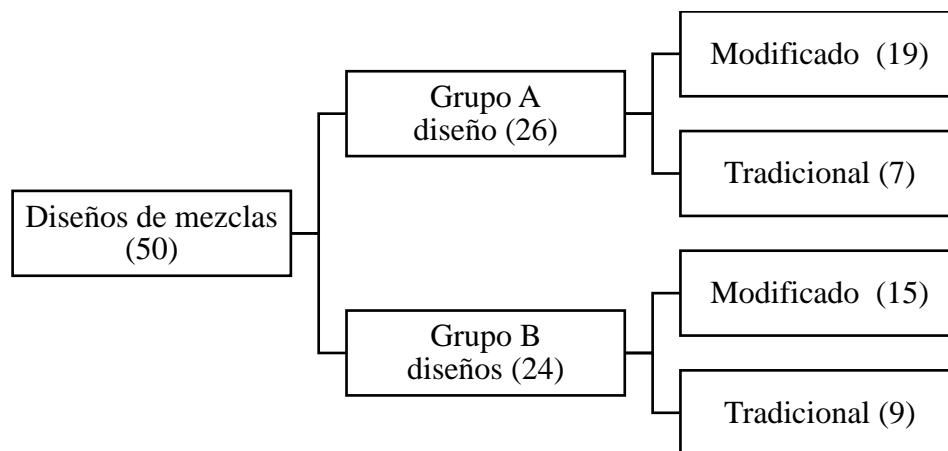 Diseños de mezclas
(50)
Grupo A
diseño (26)
Modificado (19)
Tradicional (7)
Grupo B
diseños (24)
Modificado (15)
Tradicional (9)